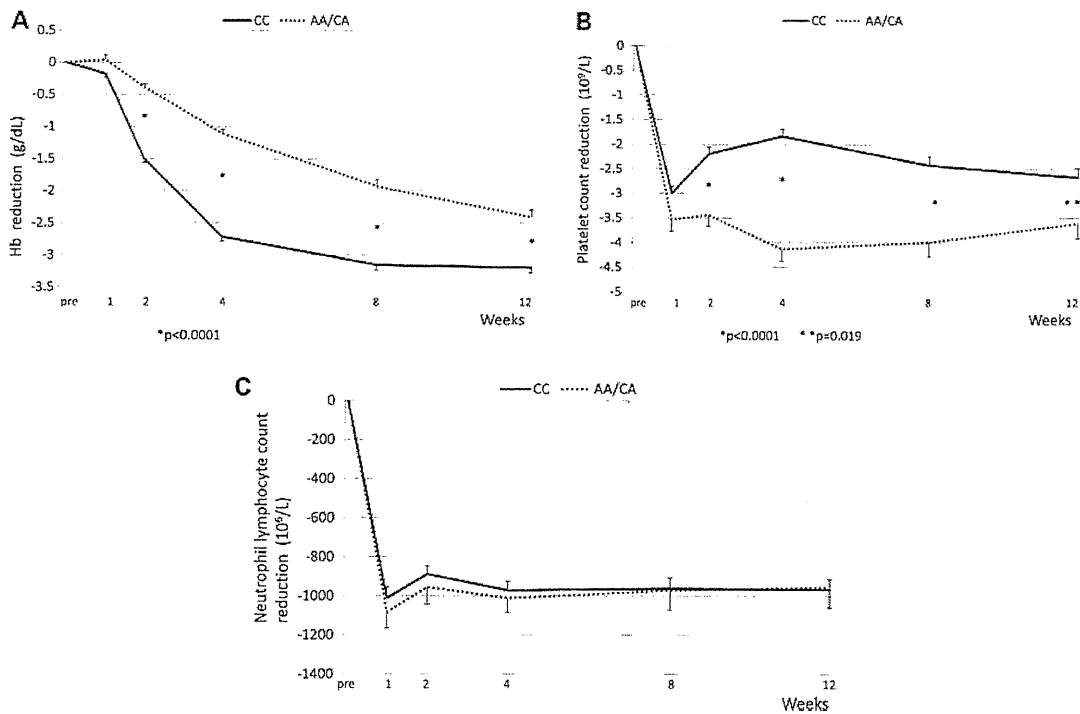 A
CC AA/CA
Hb reduction (g/dL)
0.5
0
-0.5
-1
-1.5
-2
-2.5
-3
-3.5
pre 1 2 4 8 12
Weeks
*p<0.0001
B
CC AA/CA
Platelet count reduction (10⁹/L)
0
-0.5
-1
-1.5
-2
-2.5
-3
-3.5
-4
-4.5
-5
pre 1 2 4 8 12
Weeks
*p<0.0001 **p=0.019
C
CC AA/CA
Neutrophil lymphocyte count
reduction (10⁶/L)
0
-200
-400
-600
-800
-1000
-1200
-1400
pre 1 2 4 8 12
Weeks